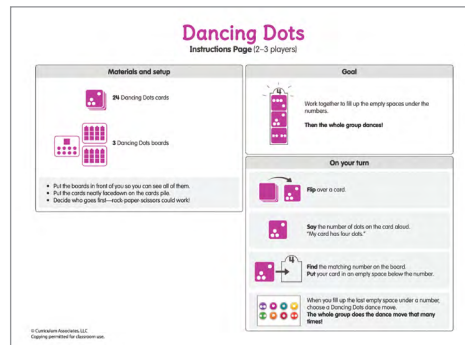 Dancing Dots
Instructions Page (2–3 players)
Materials and setup
24 Dancing Dots cards
3 Dancing Dots boards
• Put the boards in front of you so you can see all of them.
• Put the cards neatly facedown on the cards pile.
• Decide who goes first—rock-paper-scissors could work!
Goal
4
Work together to fill up the empty spaces under the
numbers.
Then the whole group dances!
On your turn
Flip over a card.
Say the number of dots on the card aloud.
"My card has four dots."
4
Find the matching number on the board.
Put your card in an empty space below the number.
When you fill up the last empty space under a number,
choose a Dancing Dots dance move.
The whole group does the dance move that many
times!
© Curriculum Associates, LLC
Copying permitted for classroom use.